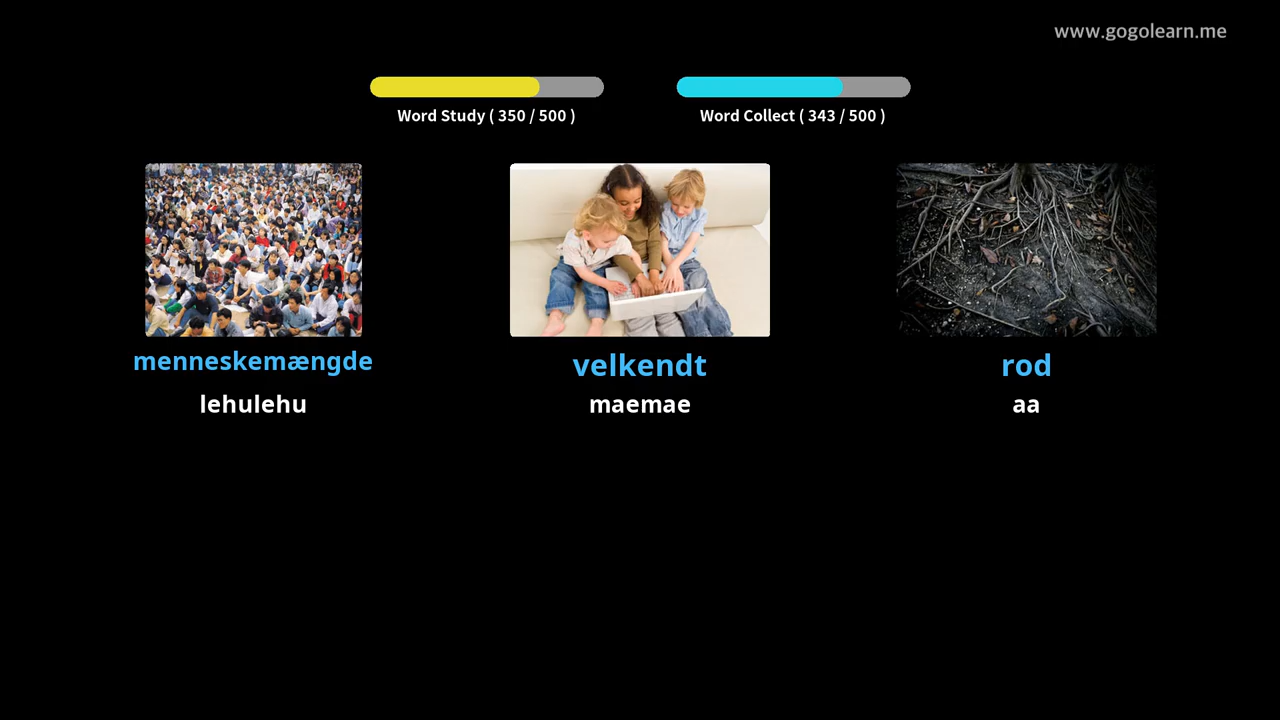 www.gogolearn.me
Word Study ( 350 / 500 )
Word Collect ( 343 / 500 )
menneskemængde
lehulehu
velkendt
maemae
rod
aa